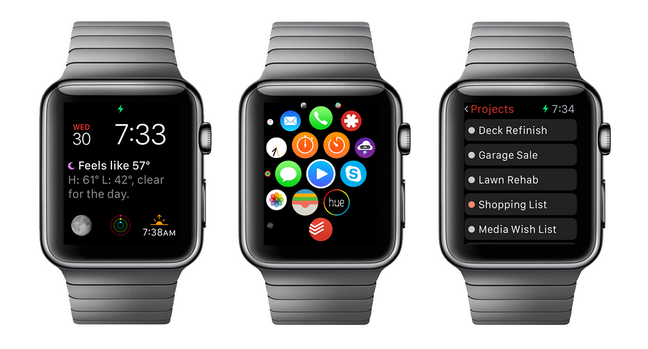 WED
30
7:33
Feels like 57°
H: 61° L: 42°, clear
for the day.
7:38AM
hue
Projects
7:34
Deck Refinish
Garage Sale
Lawn Rehab
Shopping List
Media Wish List